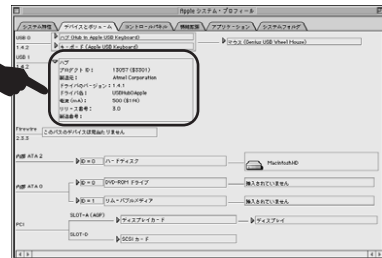 Apple システム・プロフィール
システム特性 デバイスとボリューム コントロールパネル 機能拡張 アプリケーション システムフォルダ
USB 0
1.4.2
ハブ (Hub in Apple USB Keyboard)
キーボード (Apple USB Keyboard)
マウス (Genius USB Wheel Mouse)
USB 1
1.4.2
ハブ
プロダクト ID : 13057 ($3301)
製造元 : Atmel Corporation
ドライバのバージョン : 1.4.1
ドライバ名 : USBHub0Apple
電流 (mA) : 500 ($1f4)
リリース番号 : 3.0
製造番号 :
Firewire
2.3.3
このバスのデバイスは見当たりません
内部 ATA 2
ID = 0 ハードディスク
MacintoshHD
内部 ATA 0
ID = 0 DVD-ROM ドライブ
挿入されていません
ID = 1 リムーバブルメディア
挿入されていません
PCI
SLOT-A (AGP)
ディスプレイカード
ディスプレイ
SLOT-D
SCSI カード